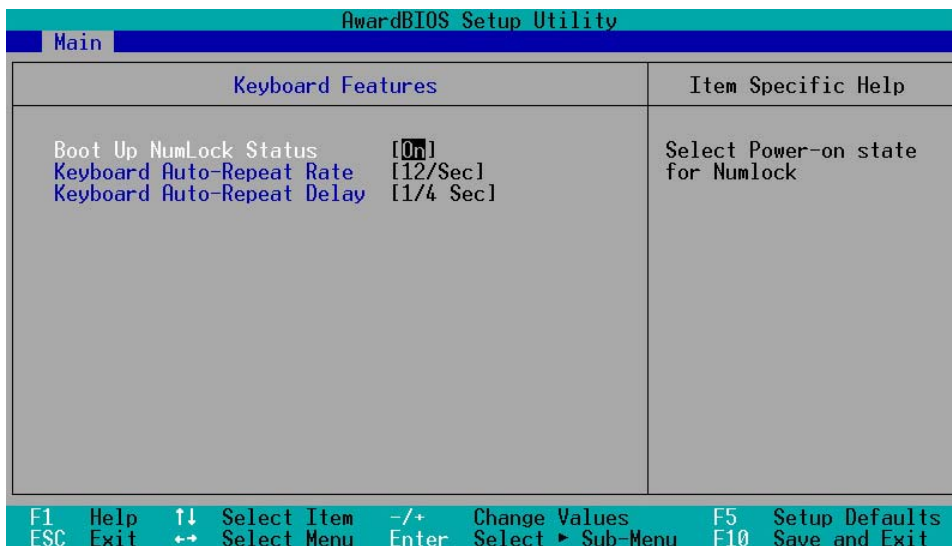 AwardBIOS Setup Utility
Main
Keyboard Features
Item Specific Help
Boot Up NumLock Status [On]
Keyboard Auto-Repeat Rate [12/Sec]
Keyboard Auto-Repeat Delay [1/4 Sec]
Select Power-on state
for Numlock
F1 Help ↑↓ Select Item -/+ Change Values F5 Setup Defaults
ESC Exit ←→ Select Menu Enter Select ► Sub-Menu F10 Save and Exit